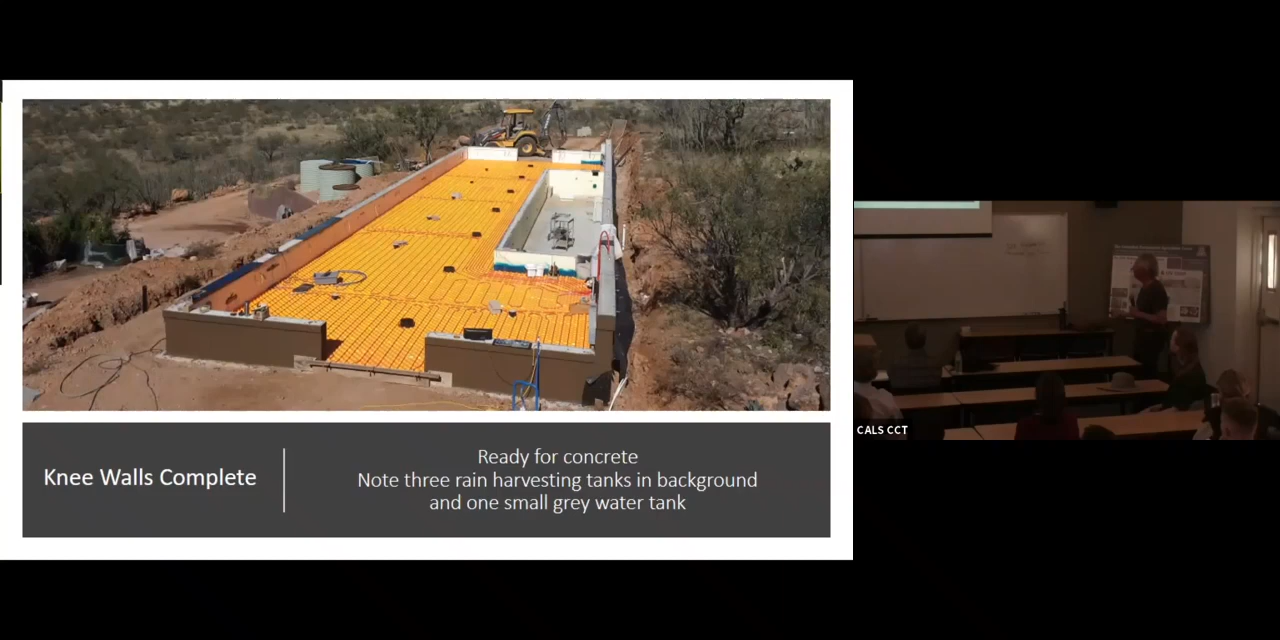 Knee Walls Complete
Ready for concrete
Note three rain harvesting tanks in background
and one small grey water tank
CALS CCT